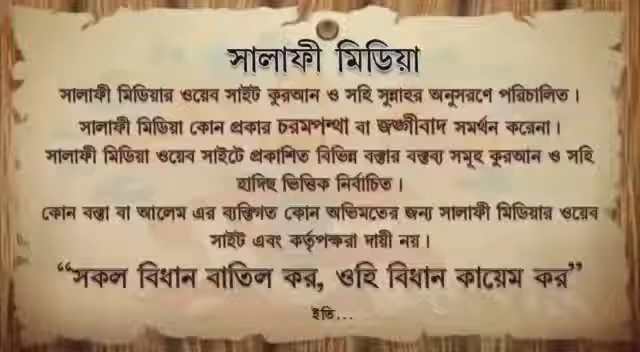 সালাফী মিডিয়া
সালাফী মিডিয়ার ওয়েব সাইট কুরআন ও সহি সুন্নাহর অনুসরণে পরিচালিত।
সালাফী মিডিয়া কোন প্রকার চরমপন্থা বা জঙ্গীবাদ সমর্থন করেনা।
সালাফী মিডিয়া ওয়েব সাইটে প্রকাশিত বিভিন্ন বক্তার বক্তব্য সমূহ কুরআন ও সহি
হাদিছ ভিত্তিক নির্বাচিত।
কোন বক্তা বা আলেম এর ব্যক্তিগত কোন অভিমতের জন্য সালাফী মিডিয়ার ওয়েব
সাইট এবং কর্তৃপক্ষরা দায়ী নয়।
“সকল বিধান বাতিল কর, ওহি বিধান কায়েম কর”
ইতি...